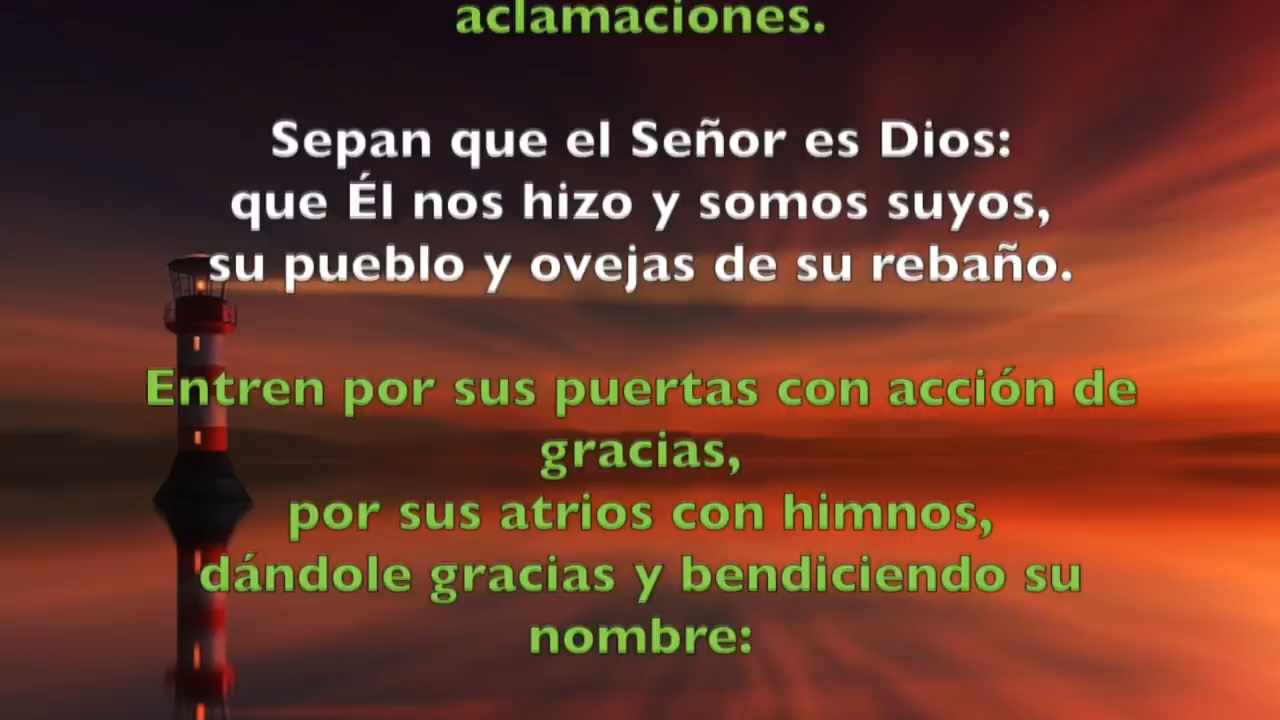 aclamaciones.
Sepan que el Señor es Dios:
que Él nos hizo y somos suyos,
su pueblo y ovejas de su rebaño.
Entren por sus puertas con acción de
gracias,
por sus atrios con himnos,
dándole gracias y bendiciendo su
nombre: